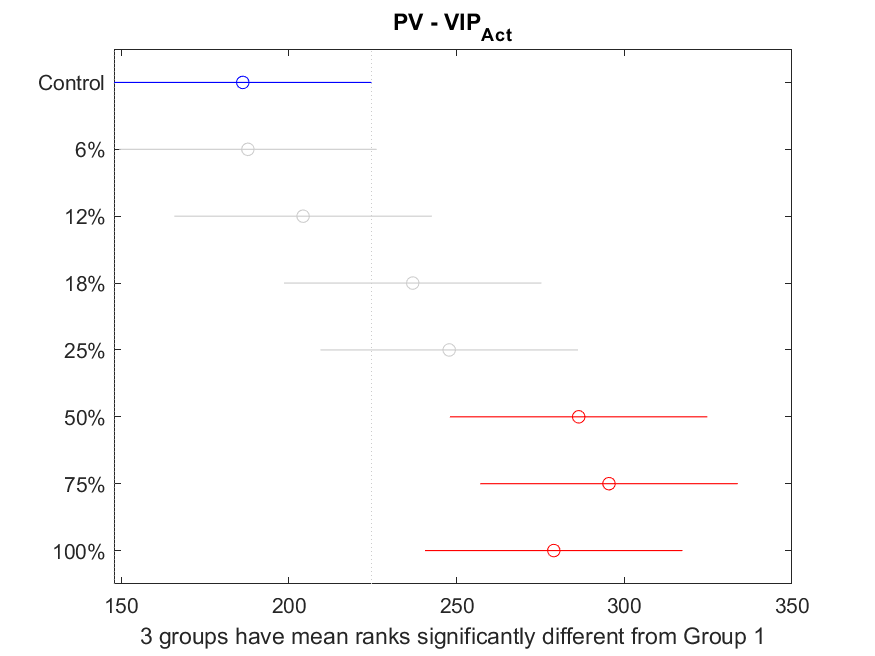 PV - VIPAct
Control
6%
12%
18%
25%
50%
75%
100%
150 200 250 300 350
3 groups have mean ranks significantly different from Group 1